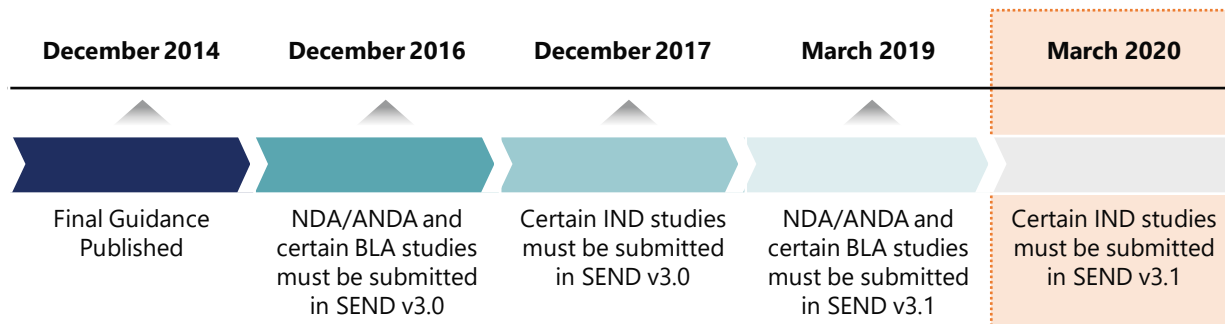 December 2014
December 2016
December 2017
March 2019
March 2020
Final Guidance
Published
NDA/ANDA and
certain BLA studies
must be submitted
in SEND v3.0
Certain IND studies
must be submitted
in SEND v3.0
NDA/ANDA and
certain BLA studies
must be submitted
in SEND v3.1
Certain IND studies
must be submitted
in SEND v3.1